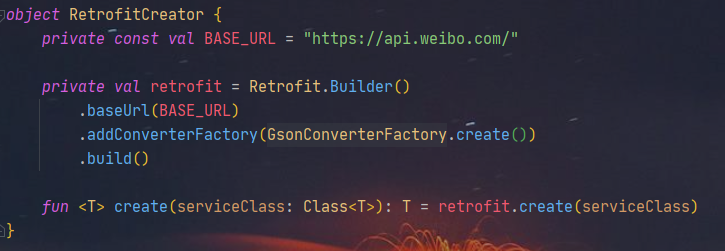 object RetrofitCreator {
    private const val BASE_URL = "https://api.weibo.com/"
    private val retrofit = Retrofit.Builder()
        .baseUrl(BASE_URL)
        .addConverterFactory(GsonConverterFactory.create())
        .build()
    fun <T> create(serviceClass: Class<T>): T = retrofit.create(serviceClass)
}